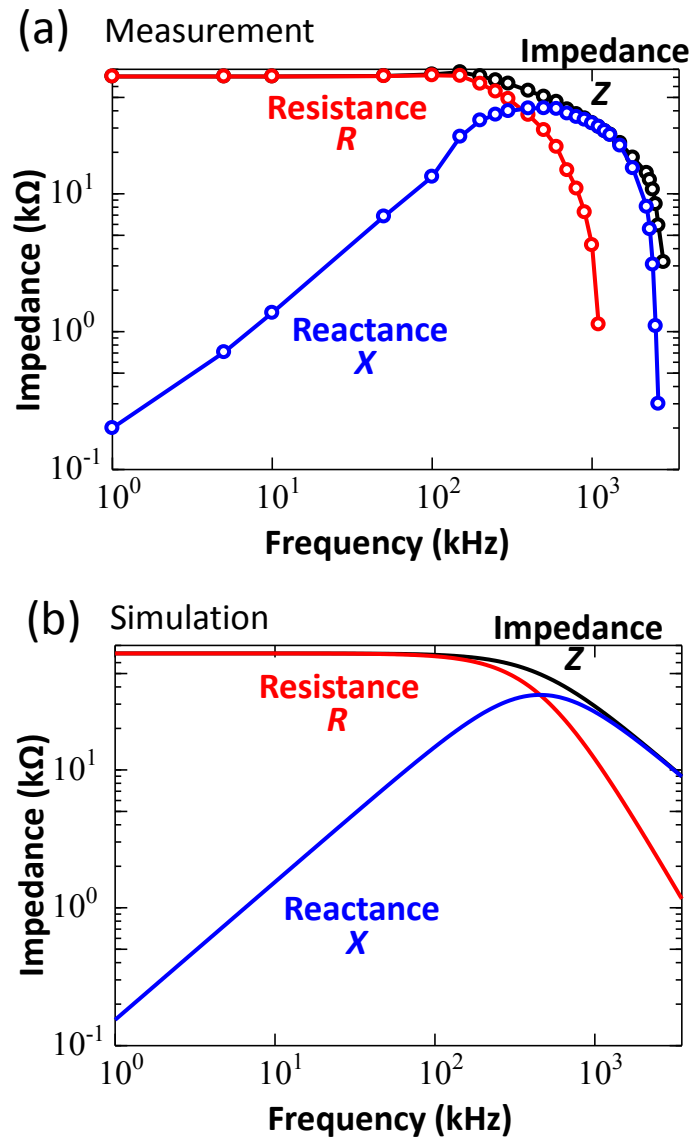 (a) Measurement
Impedance
Z
Resistance
R
Reactance
X
Impedance (kΩ)
10¹
10⁰
10⁻¹
10⁰ 10¹ 10² 10³
Frequency (kHz)
(b) Simulation
Impedance
Z
Resistance
R
Reactance
X
Impedance (kΩ)
10¹
10⁰
10⁻¹
10⁰ 10¹ 10² 10³
Frequency (kHz)